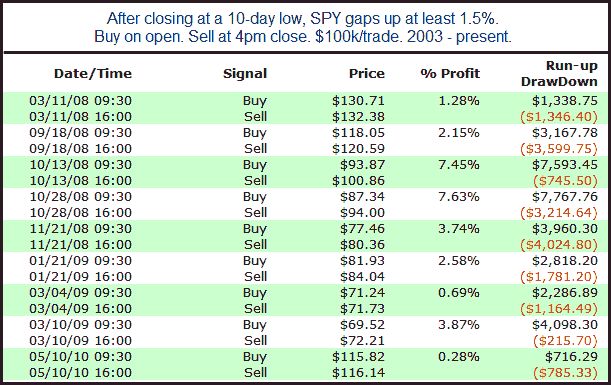 After closing at a 10-day low, SPY gaps up at least 1.5%.
Buy on open. Sell at 4pm close. $100k/trade. 2003 - present.
Run-up
Date/Time Signal Price % Profit DrawDown
03/11/08 09:30 Buy $130.71 1.28% $1,338.75
03/11/08 16:00 Sell $132.38 ($1,346.40)
09/18/08 09:30 Buy $118.05 2.15% $3,167.78
09/18/08 16:00 Sell $120.59 ($3,599.75)
10/13/08 09:30 Buy $93.87 7.45% $7,593.45
10/13/08 16:00 Sell $100.86 ($745.50)
10/28/08 09:30 Buy $87.34 7.63% $7,767.76
10/28/08 16:00 Sell $94.00 ($3,214.64)
11/21/08 09:30 Buy $77.46 3.74% $3,960.30
11/21/08 16:00 Sell $80.36 ($4,024.80)
01/21/09 09:30 Buy $81.93 2.58% $2,818.20
01/21/09 16:00 Sell $84.04 ($1,781.20)
03/04/09 09:30 Buy $71.24 0.69% $2,286.89
03/04/09 16:00 Sell $71.73 ($1,164.49)
03/10/09 09:30 Buy $69.52 3.87% $4,098.30
03/10/09 16:00 Sell $72.21 ($215.70)
05/10/10 09:30 Buy $115.82 0.28% $716.29
05/10/10 16:00 Sell $116.14 ($785.33)